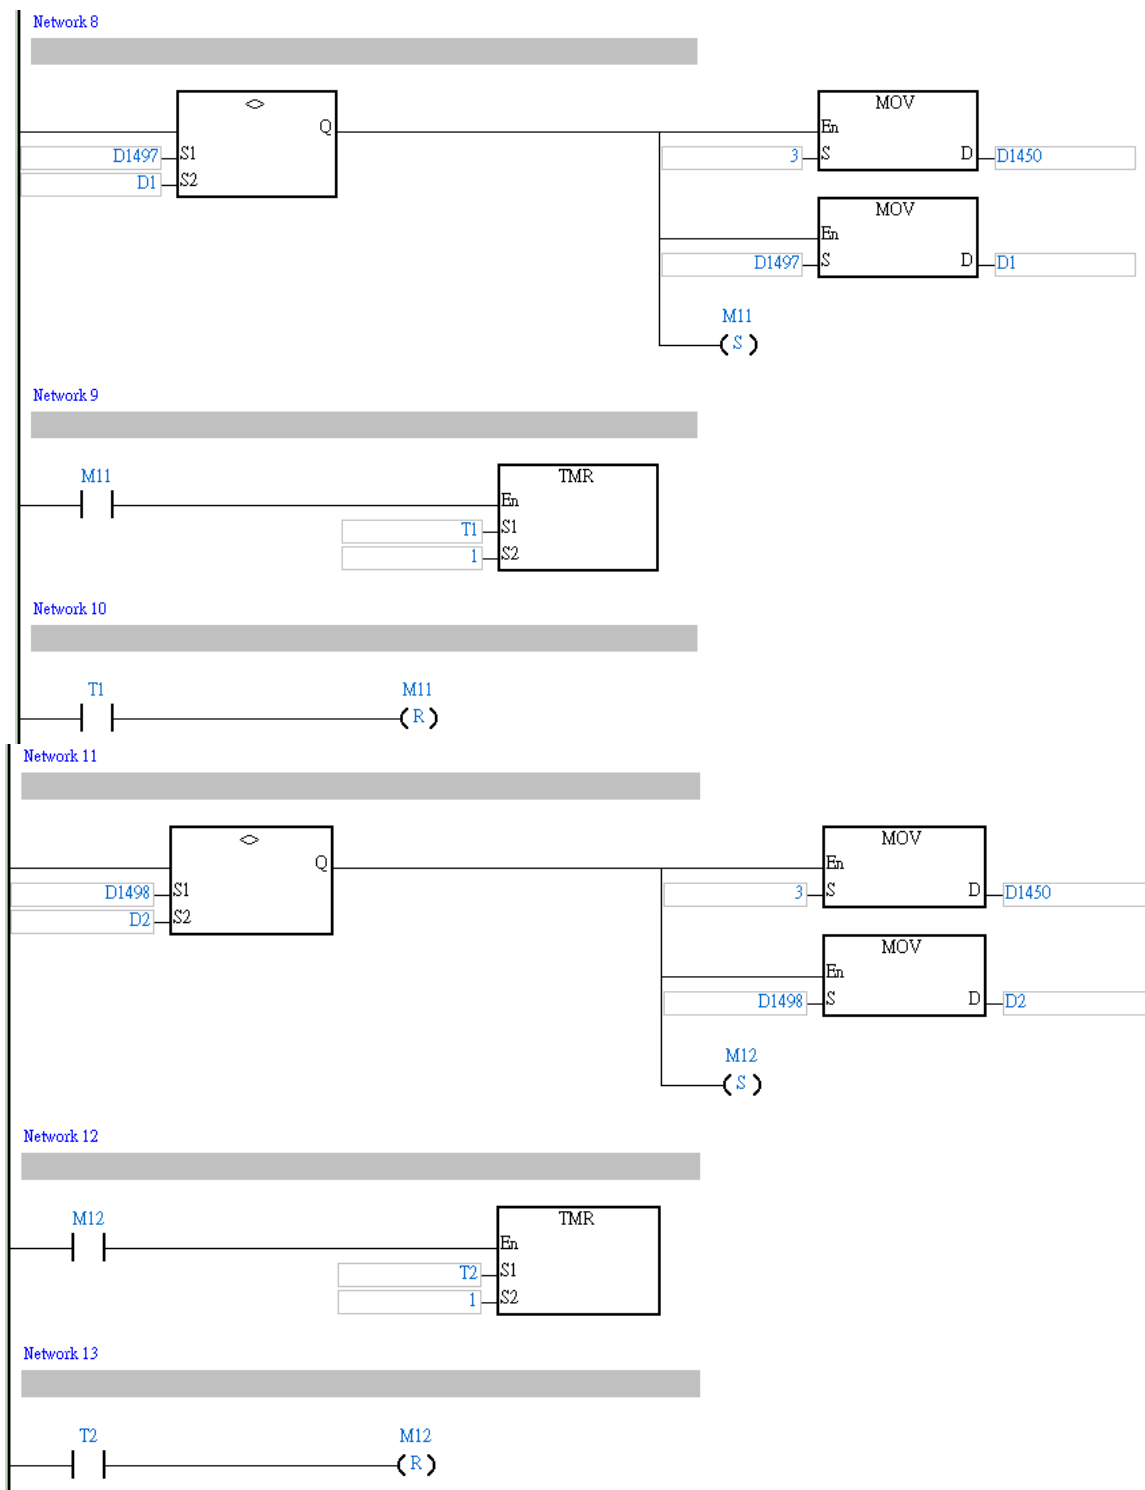 Network 8
<> MOV
Q En
D1497 S1 3 S D D1450
D1 S2
MOV
En
D1497 S D D1
M11
S
Network 9
M11 TMR
En
T1 S1
1 S2
Network 10
T1 M11
R
Network 11
<> MOV
Q En
D1498 S1 3 S D D1450
D2 S2
MOV
En
D1498 S D D2
M12
S
Network 12
M12 TMR
En
T2 S1
1 S2
Network 13
T2 M12
R